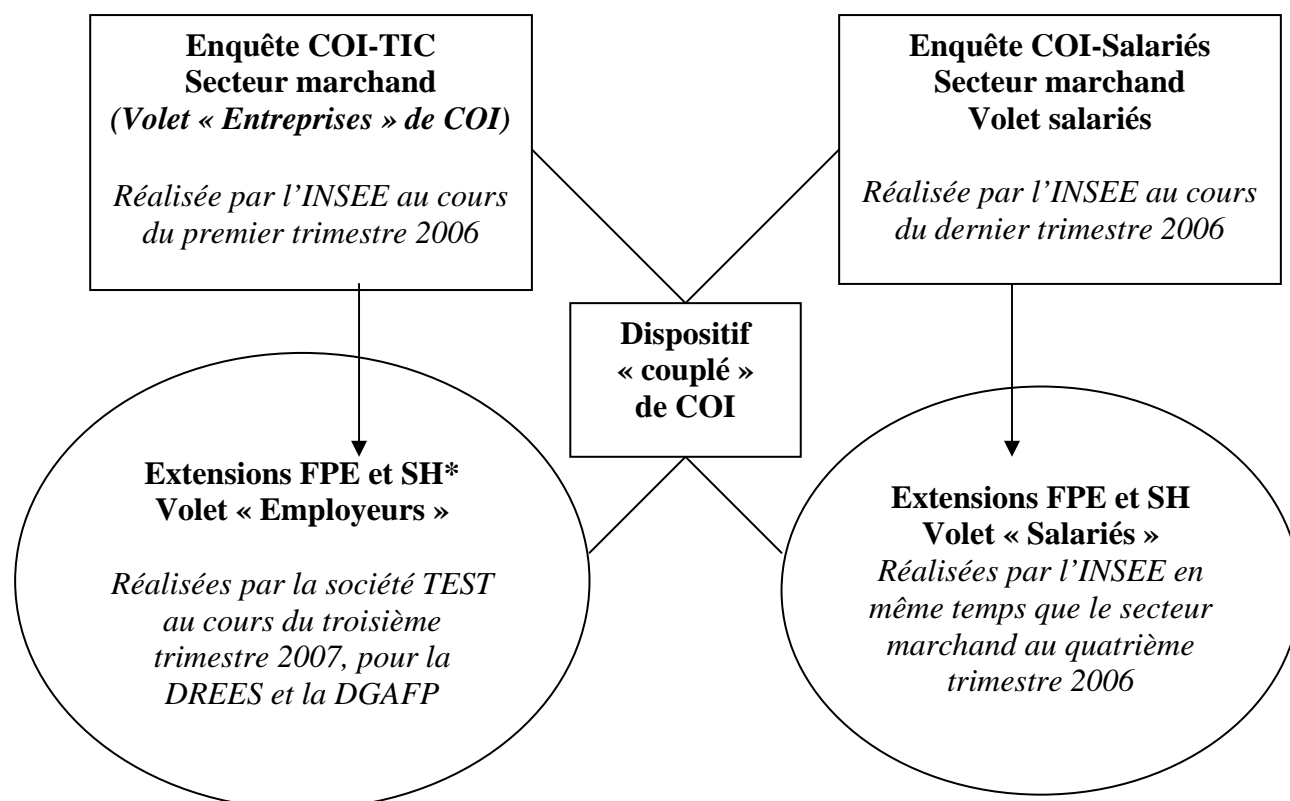 Enquête COI-TIC
Secteur marchand
(Volet « Entreprises » de COI)
Réalisée par l’INSEE au cours
du premier trimestre 2006
Enquête COI-Salariés
Secteur marchand
Volet salariés
Réalisée par l’INSEE au cours
du dernier trimestre 2006
Dispositif
« couplé »
de COI
Extensions FPE et SH*
Volet « Employeurs »
Réalisées par la société TEST
au cours du troisième
trimestre 2007, pour la
DREES et la DGAFP
Extensions FPE et SH
Volet « Salariés »
Réalisées par l’INSEE en
même temps que le secteur
marchand au quatrième
trimestre 2006